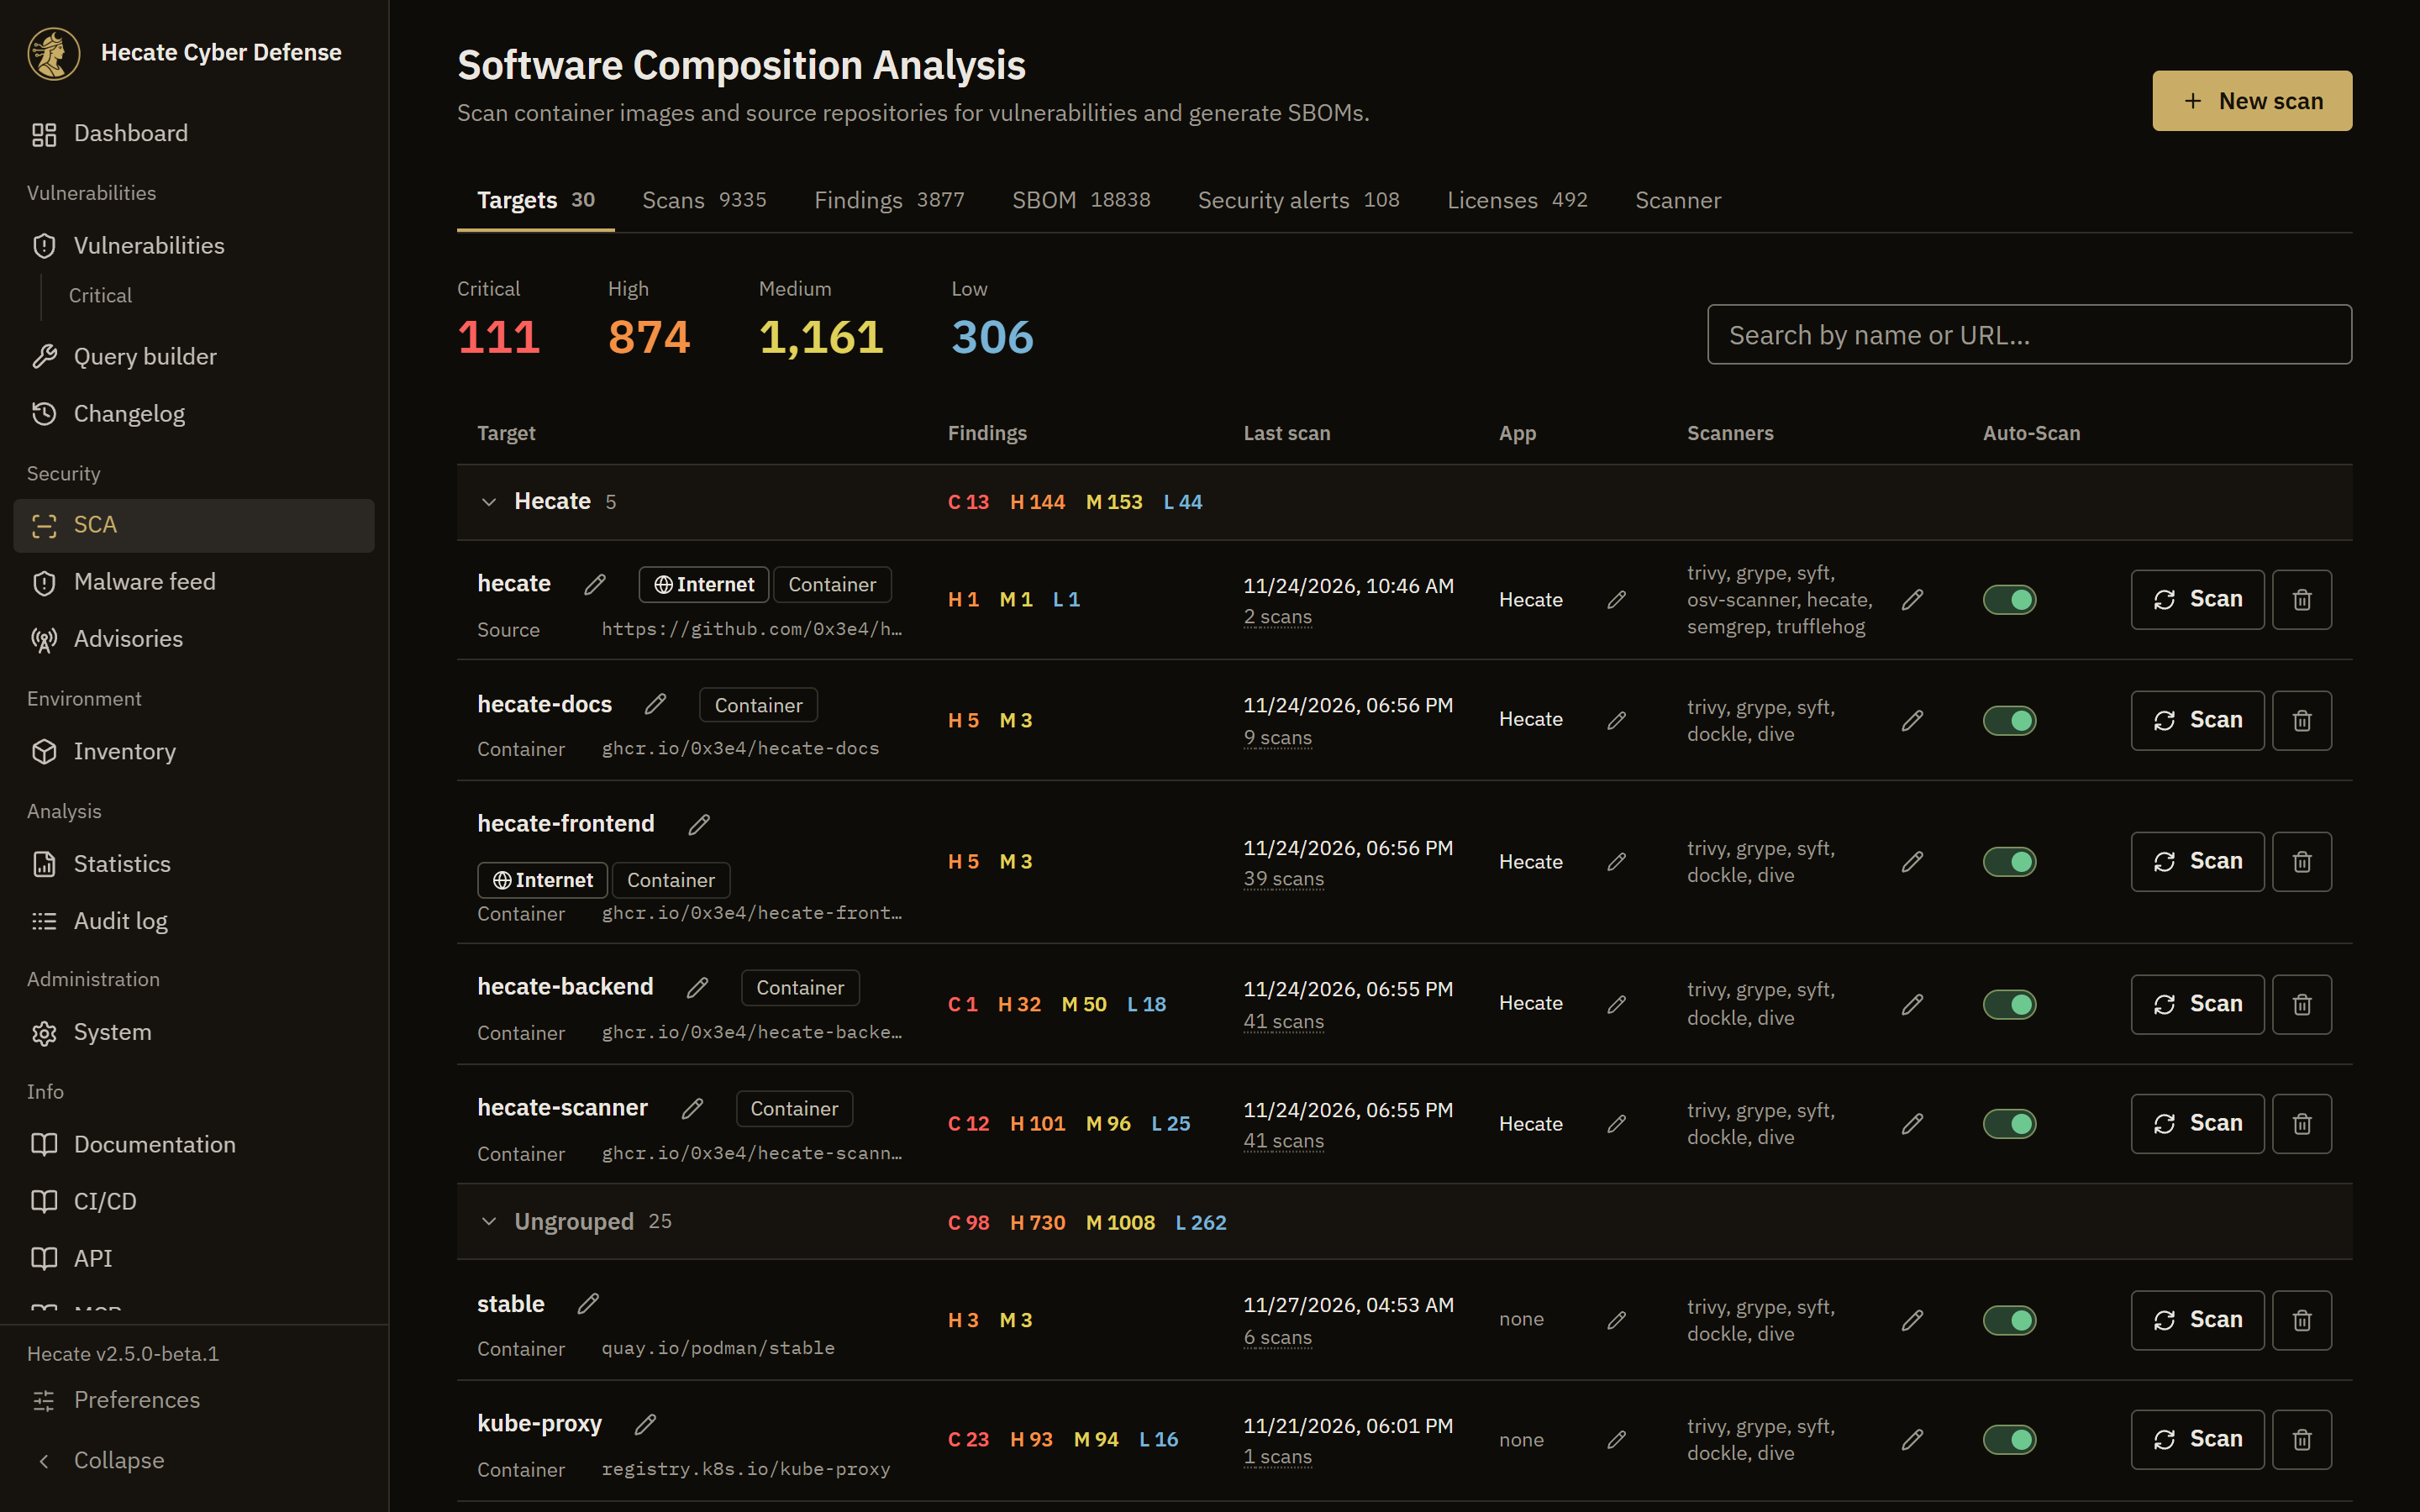 Hecate Cyber Defense
Dashboard
Vulnerabilities
Vulnerabilities
Critical
Query builder
Changelog
Security
SCA
Malware feed
Advisories
Environment
Inventory
Analysis
Statistics
Audit log
Administration
System
Info
Documentation
CI/CD
API
Hecate v2.5.0-beta.1
Preferences
Collapse
Software Composition Analysis
Scan container images and source repositories for vulnerabilities and generate SBOMs.
+ New scan
Targets 30 Scans 9335 Findings 3877 SBOM 18838 Security alerts 108 Licenses 492 Scanner
Critical High Medium Low
111 874 1,161 306
Search by name or URL...
Target Findings Last scan App Scanners Auto-Scan
Hecate 5 C 13 H 144 M 153 L 44
hecate Internet Container
Source https://github.com/0x3e4/h…
H 1 M 1 L 1
11/24/2026, 10:46 AM
2 scans
Hecate
trivy, grype, syft,
osv-scanner, hecate,
semgrep, trufflehog
Scan
hecate-docs Container
Container ghcr.io/0x3e4/hecate-docs
H 5 M 3
11/24/2026, 06:56 PM
9 scans
Hecate
trivy, grype, syft,
dockle, dive
Scan
hecate-frontend
Internet Container
Container ghcr.io/0x3e4/hecate-front…
H 5 M 3
11/24/2026, 06:56 PM
39 scans
Hecate
trivy, grype, syft,
dockle, dive
Scan
hecate-backend Container
Container ghcr.io/0x3e4/hecate-backe…
C 1 H 32 M 50 L 18
11/24/2026, 06:55 PM
41 scans
Hecate
trivy, grype, syft,
dockle, dive
Scan
hecate-scanner Container
Container ghcr.io/0x3e4/hecate-scann…
C 12 H 101 M 96 L 25
11/24/2026, 06:55 PM
41 scans
Hecate
trivy, grype, syft,
dockle, dive
Scan
Ungrouped 25 C 98 H 730 M 1008 L 262
stable
Container quay.io/podman/stable
H 3 M 3
11/27/2026, 04:53 AM
6 scans
none
trivy, grype, syft,
dockle, dive
Scan
kube-proxy
Container registry.k8s.io/kube-proxy
C 23 H 93 M 94 L 16
11/21/2026, 06:01 PM
1 scans
none
trivy, grype, syft,
dockle, dive
Scan